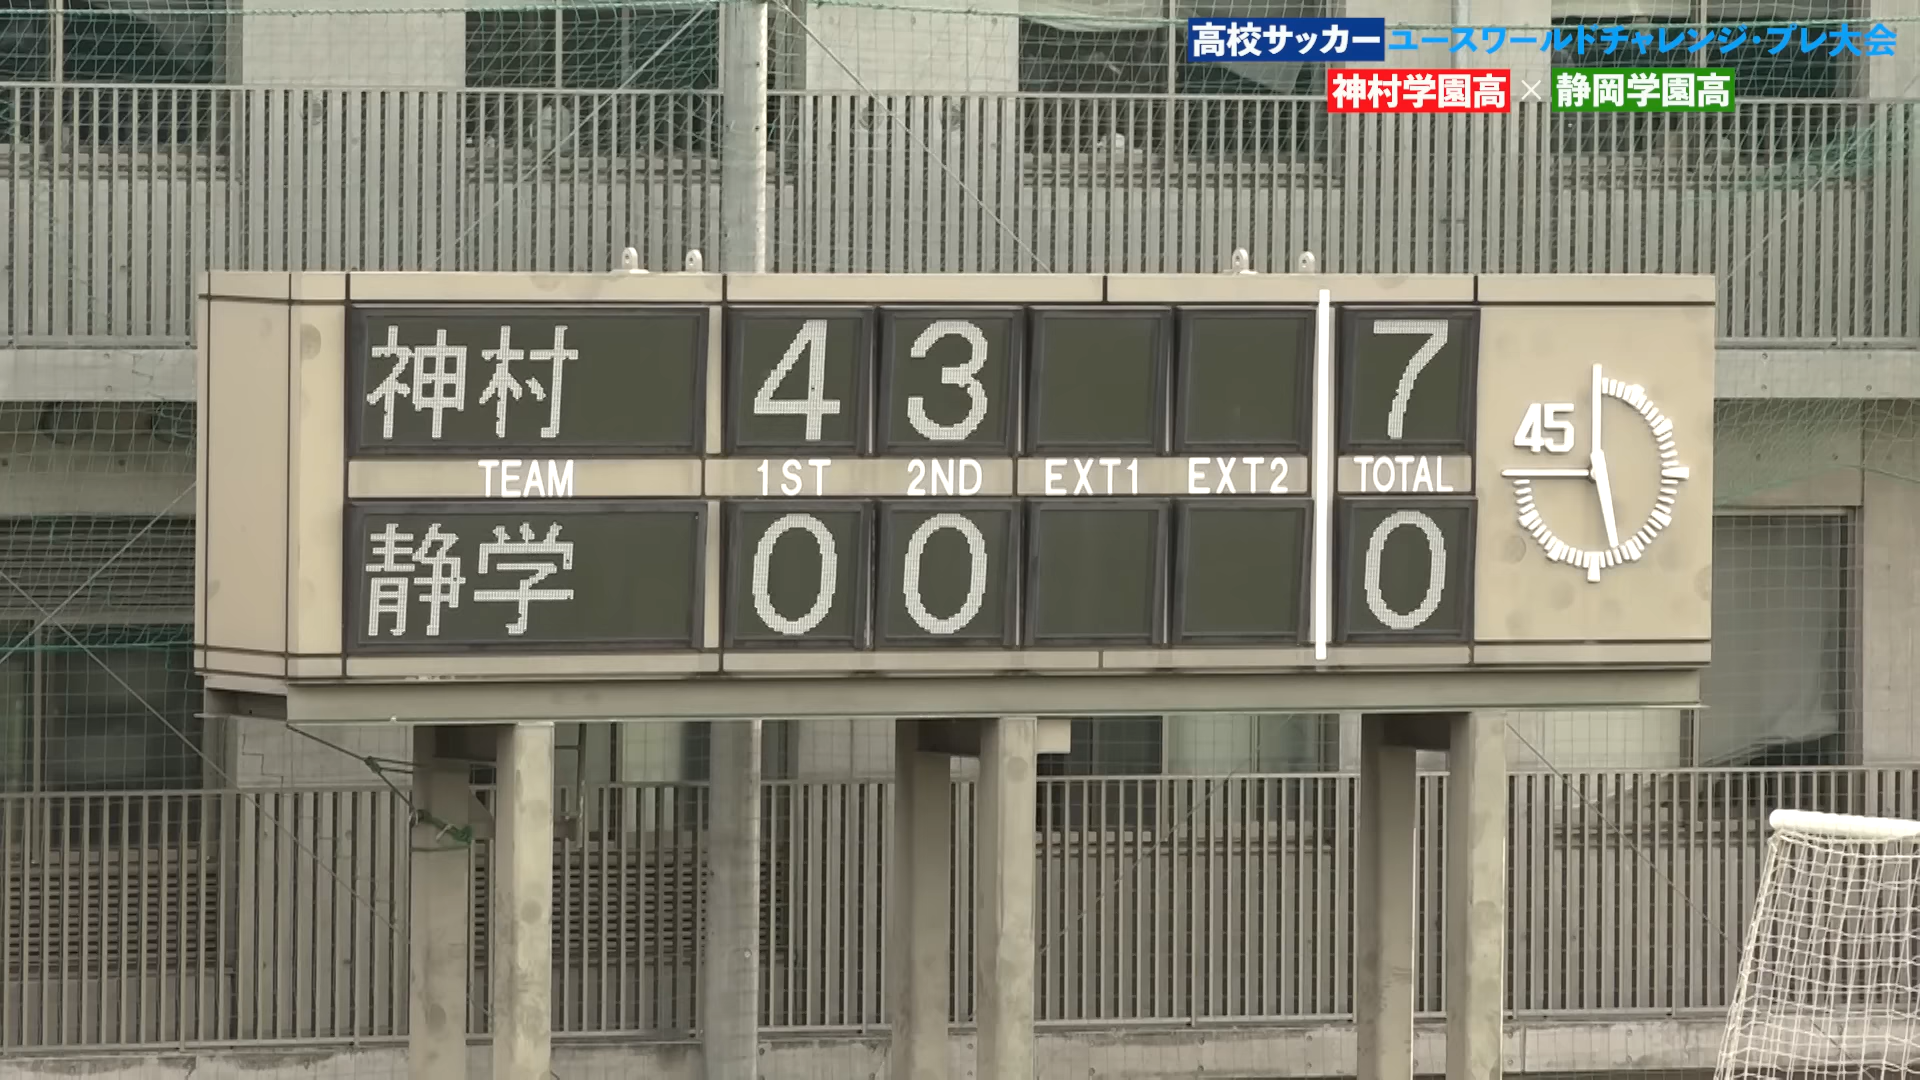 高校サッカー ユースワールドチャレンジ・プレ大会
神村学園高 × 静岡学園高
神村 4 3 7
TEAM 1ST 2ND EXT1 EXT2 TOTAL
45
静学 0 0 0